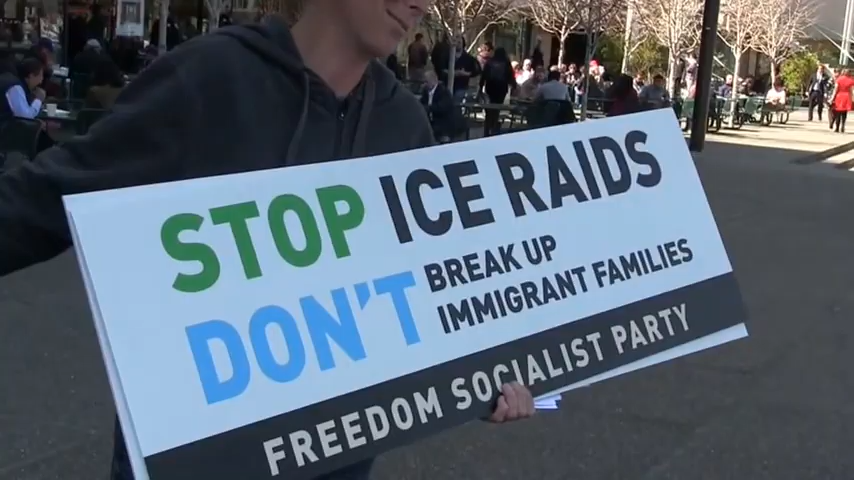 STOP ICE RAIDS
DON'T BREAK UP
IMMIGRANT FAMILIES
FREEDOM SOCIALIST PARTY